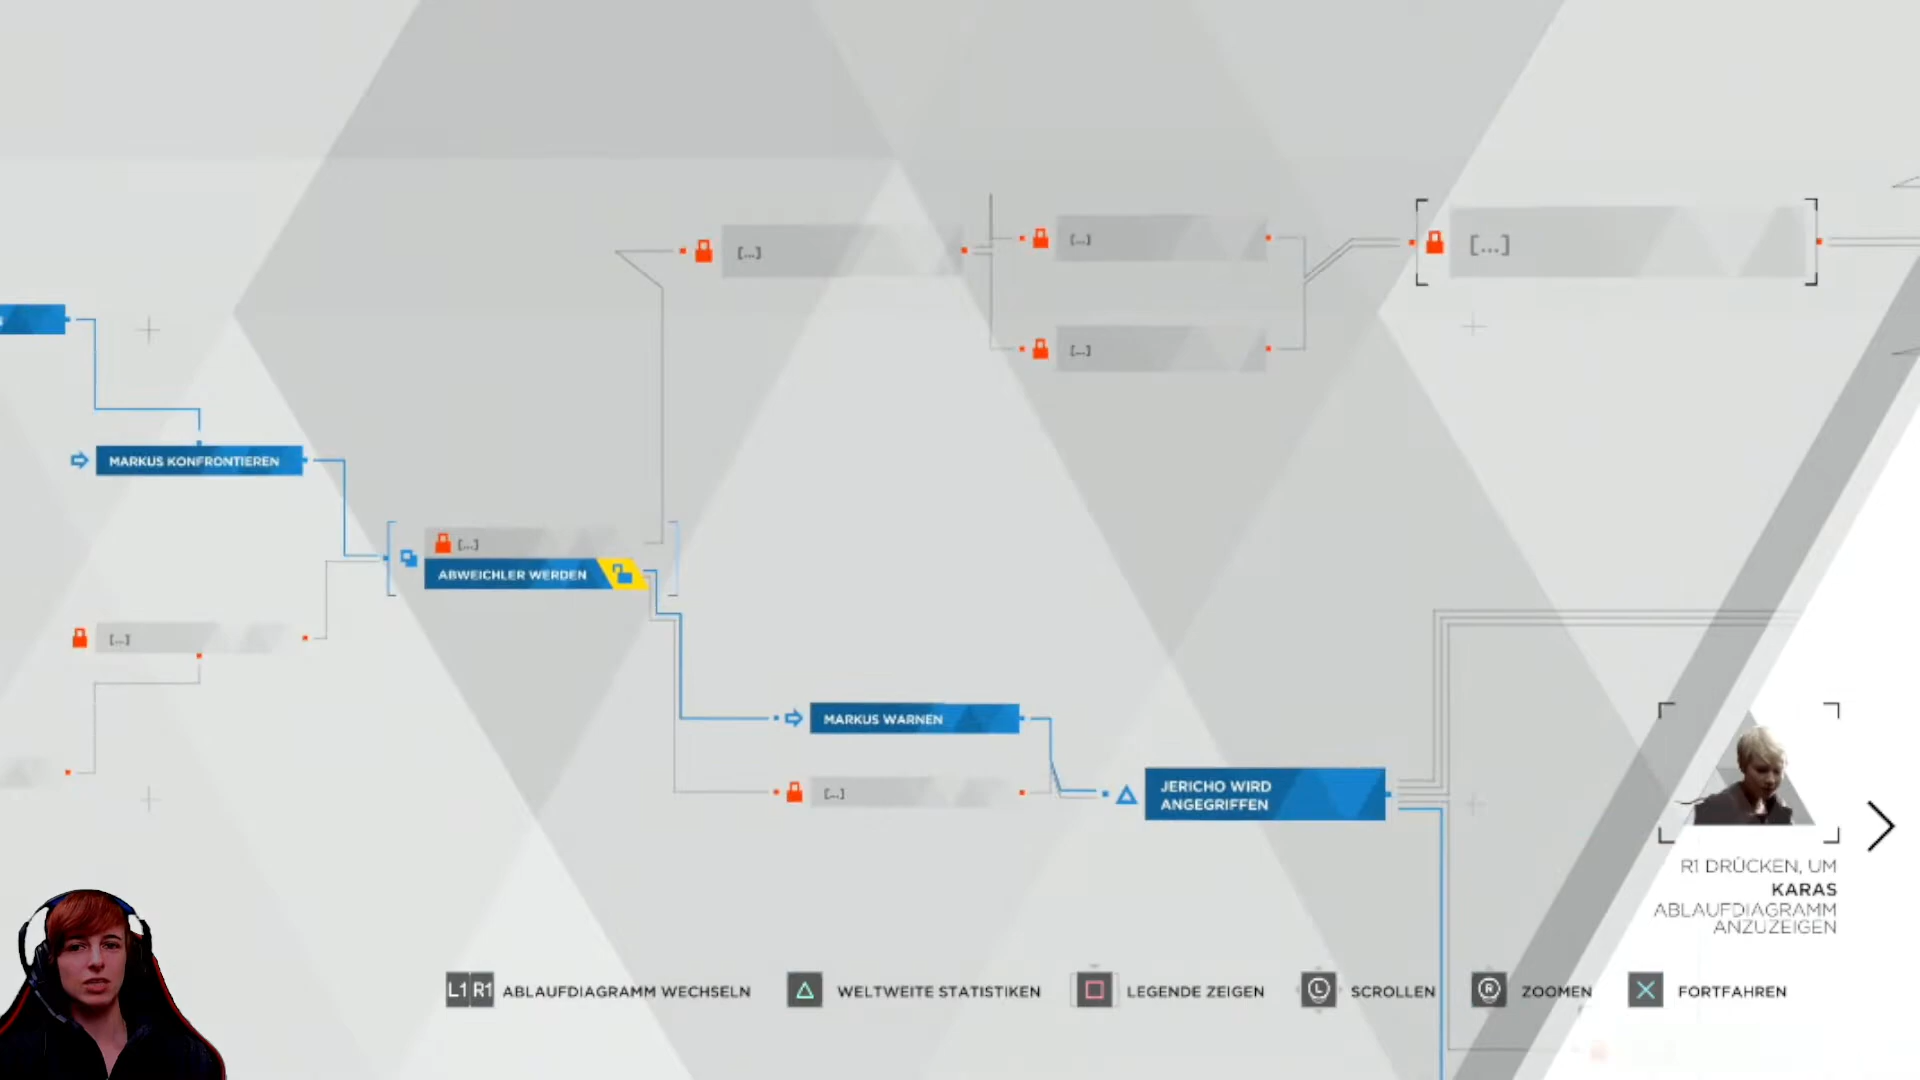 [...]
[...]
[...]
[...]
MARKUS KONFRONTIEREN
[...]
ABWEICHLER WERDEN
[...]
MARKUS WARNEN
[...]
JERICHO WIRD
ANGEGRIFFEN
R1 DRÜCKEN, UM
KARAS
ABLAUFDIAGRAMM
ANZUZEIGEN
L1 R1 ABLAUFDIAGRAMM WECHSELN
WELTWEITE STATISTIKEN
LEGENDE ZEIGEN
L SCROLLEN
R ZOOMEN
FORTFAHREN